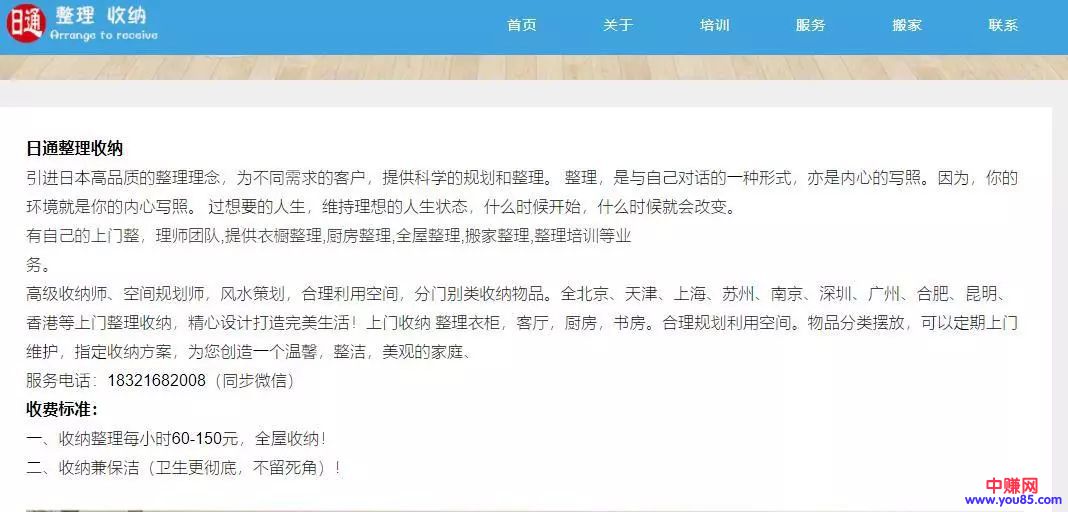 日通 整理 收纳
Arrange to receive
首页 关于 培训 服务 搬家 联系
日通整理收纳
引进日本高品质的整理理念，为不同需求的客户，提供科学的规划和整理。 整理，是与自己对话的一种形式，亦是内心的写照。因为，你的
环境就是你的内心写照。 过想要的人生，维持理想的人生状态，什么时候开始，什么时候就会改变。
有自己的上门整，理师团队,提供衣橱整理,厨房整理,全屋整理,搬家整理,整理培训等业
务。
高级收纳师、空间规划师，风水策划，合理利用空间，分门别类收纳物品。全北京、天津、上海、苏州、南京、深圳、广州、合肥、昆明、
香港等上门整理收纳，精心设计打造完美生活！上门收纳 整理衣柜，客厅，厨房，书房。合理规划利用空间。物品分类摆放，可以定期上门
维护，指定收纳方案，为您创造一个温馨，整洁，美观的家庭、
服务电话：18321682008（同步微信）
收费标准：
一、收纳整理每小时60-150元，全屋收纳！
二、收纳兼保洁（卫生更彻底，不留死角）！
中赚网
www.you85.com